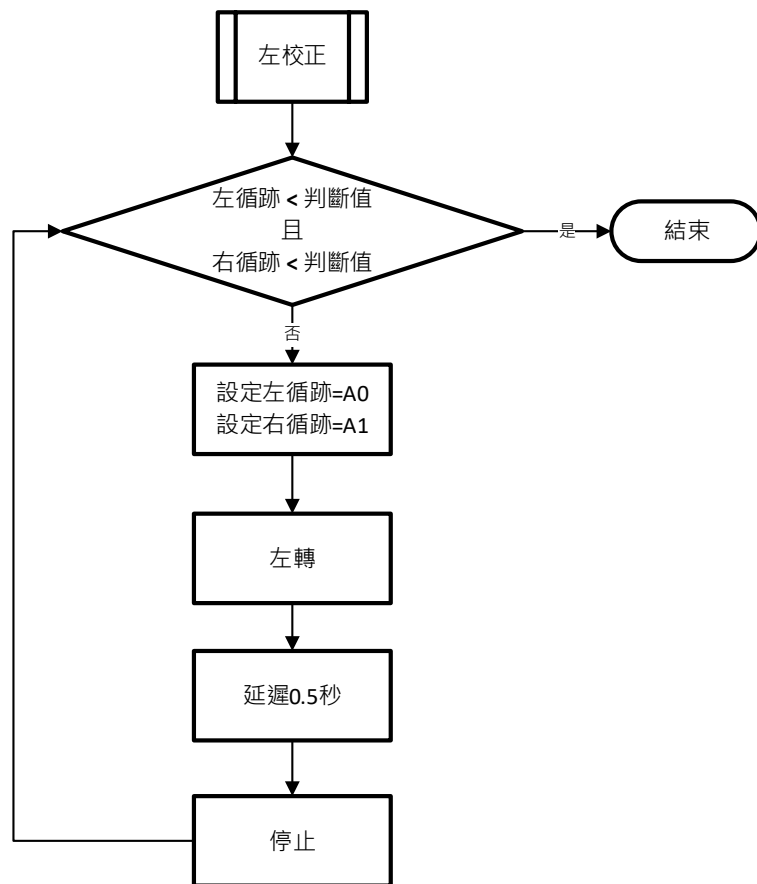 左校正
左循跡 < 判斷值
且
右循跡 < 判斷值
是
結束
否
設定左循跡=A0
設定右循跡=A1
左轉
延遲0.5秒
停止